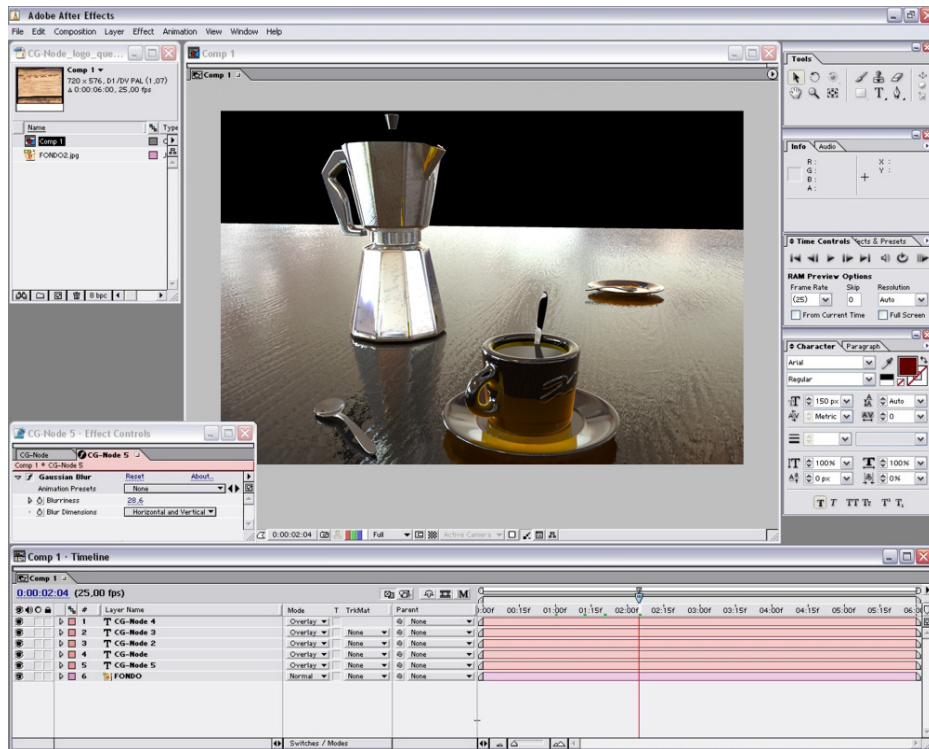 Adobe After Effects
File Edit Composition Layer Effect Animation View Window Help
CG-Node_logo_que...
Comp 1
720 x 576, D1/DV PAL (1,07)
Δ 0:00:06:00, 25,00 fps
Name Type
Comp 1
FONDO2.jpg
8 bpc
Comp 1
Comp 1
0:00:02:04 Full Active Camera
Tools
Info Audio
R: X:
G: Y:
B:
A:
Time Controls fects & Presets
RAM Preview Options
Frame Rate Skip Resolution
(25) 0 Auto
From Current Time Full Screen
Character Paragraph
Arial
Regular
150 px Auto
Metric 0
100% 100%
0 px 0%
T T TT Tr T' T,
CG-Node 5 - Effect Controls
CG-Node CG-Node 5
Comp 1 * CG-Node 5
Gaussian Blur Reset About...
Animation Presets None
Blurriness 28,6
Blur Dimensions Horizontal and Vertical
Comp 1 - Timeline
Comp 1
0:00:02:04 (25,00 fps)
# Layer Name Mode T TrkMat Parent ):00f 00:15f 01:00f 01:15f 02:00f 02:15f 03:00f 03:15f 04:00f 04:15f 05:00f 05:15f 06:0
1 T CG-Node 4 Overlay None
2 T CG-Node 3 Overlay None None
3 T CG-Node 2 Overlay None None
4 T CG-Node Overlay None None
5 T CG-Node 5 Overlay None None
6 FONDO Normal None None
Switches / Modes